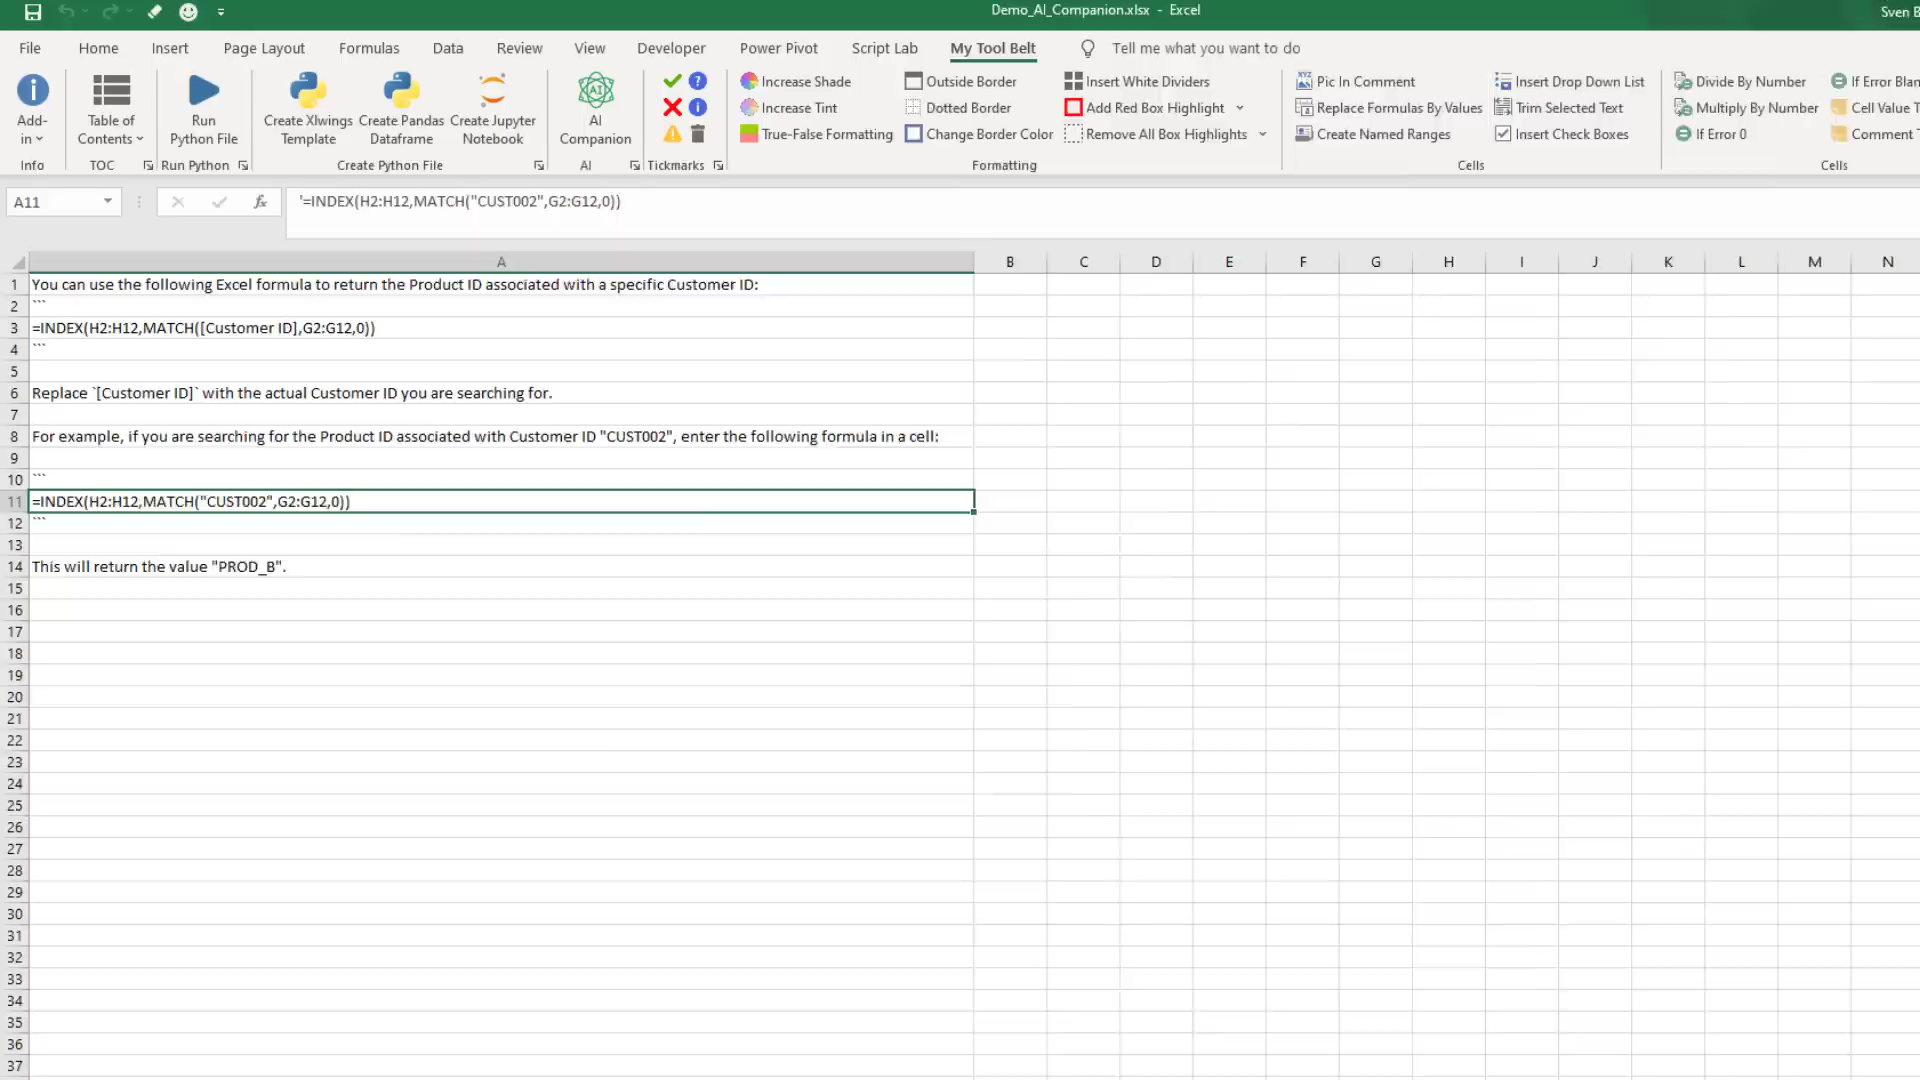 Demo_AI_Companion.xlsx - Excel
Sven B
File Home Insert Page Layout Formulas Data Review View Developer Power Pivot Script Lab My Tool Belt Tell me what you want to do
Add-in
Info
Table of Contents
TOC
Run Python File
Run Python
Create Xlwings Template
Create Pandas Dataframe
Create Jupyter Notebook
Create Python File
AI
AI Companion
AI
Tickmarks
Increase Shade
Increase Tint
True-False Formatting
Outside Border
Dotted Border
Change Border Color
Insert White Dividers
Add Red Box Highlight
Remove All Box Highlights
Formatting
Pic In Comment
Replace Formulas By Values
Create Named Ranges
Insert Drop Down List
Trim Selected Text
Insert Check Boxes
Cells
Divide By Number
Multiply By Number
If Error 0
If Error Blan
Cell Value T
Comment T
Cells
A11
fx
'=INDEX(H2:H12,MATCH("CUST002",G2:G12,0))
A B C D E F G H I J K L M N
1 You can use the following Excel formula to return the Product ID associated with a specific Customer ID:
2 ```
3 =INDEX(H2:H12,MATCH([Customer ID],G2:G12,0))
4 ```
5
6 Replace `[Customer ID]` with the actual Customer ID you are searching for.
7
8 For example, if you are searching for the Product ID associated with Customer ID "CUST002", enter the following formula in a cell:
9
10 ```
11 =INDEX(H2:H12,MATCH("CUST002",G2:G12,0))
12 ```
13
14 This will return the value "PROD_B".
15
16
17
18
19
20
21
22
23
24
25
26
27
28
29
30
31
32
33
34
35
36
37